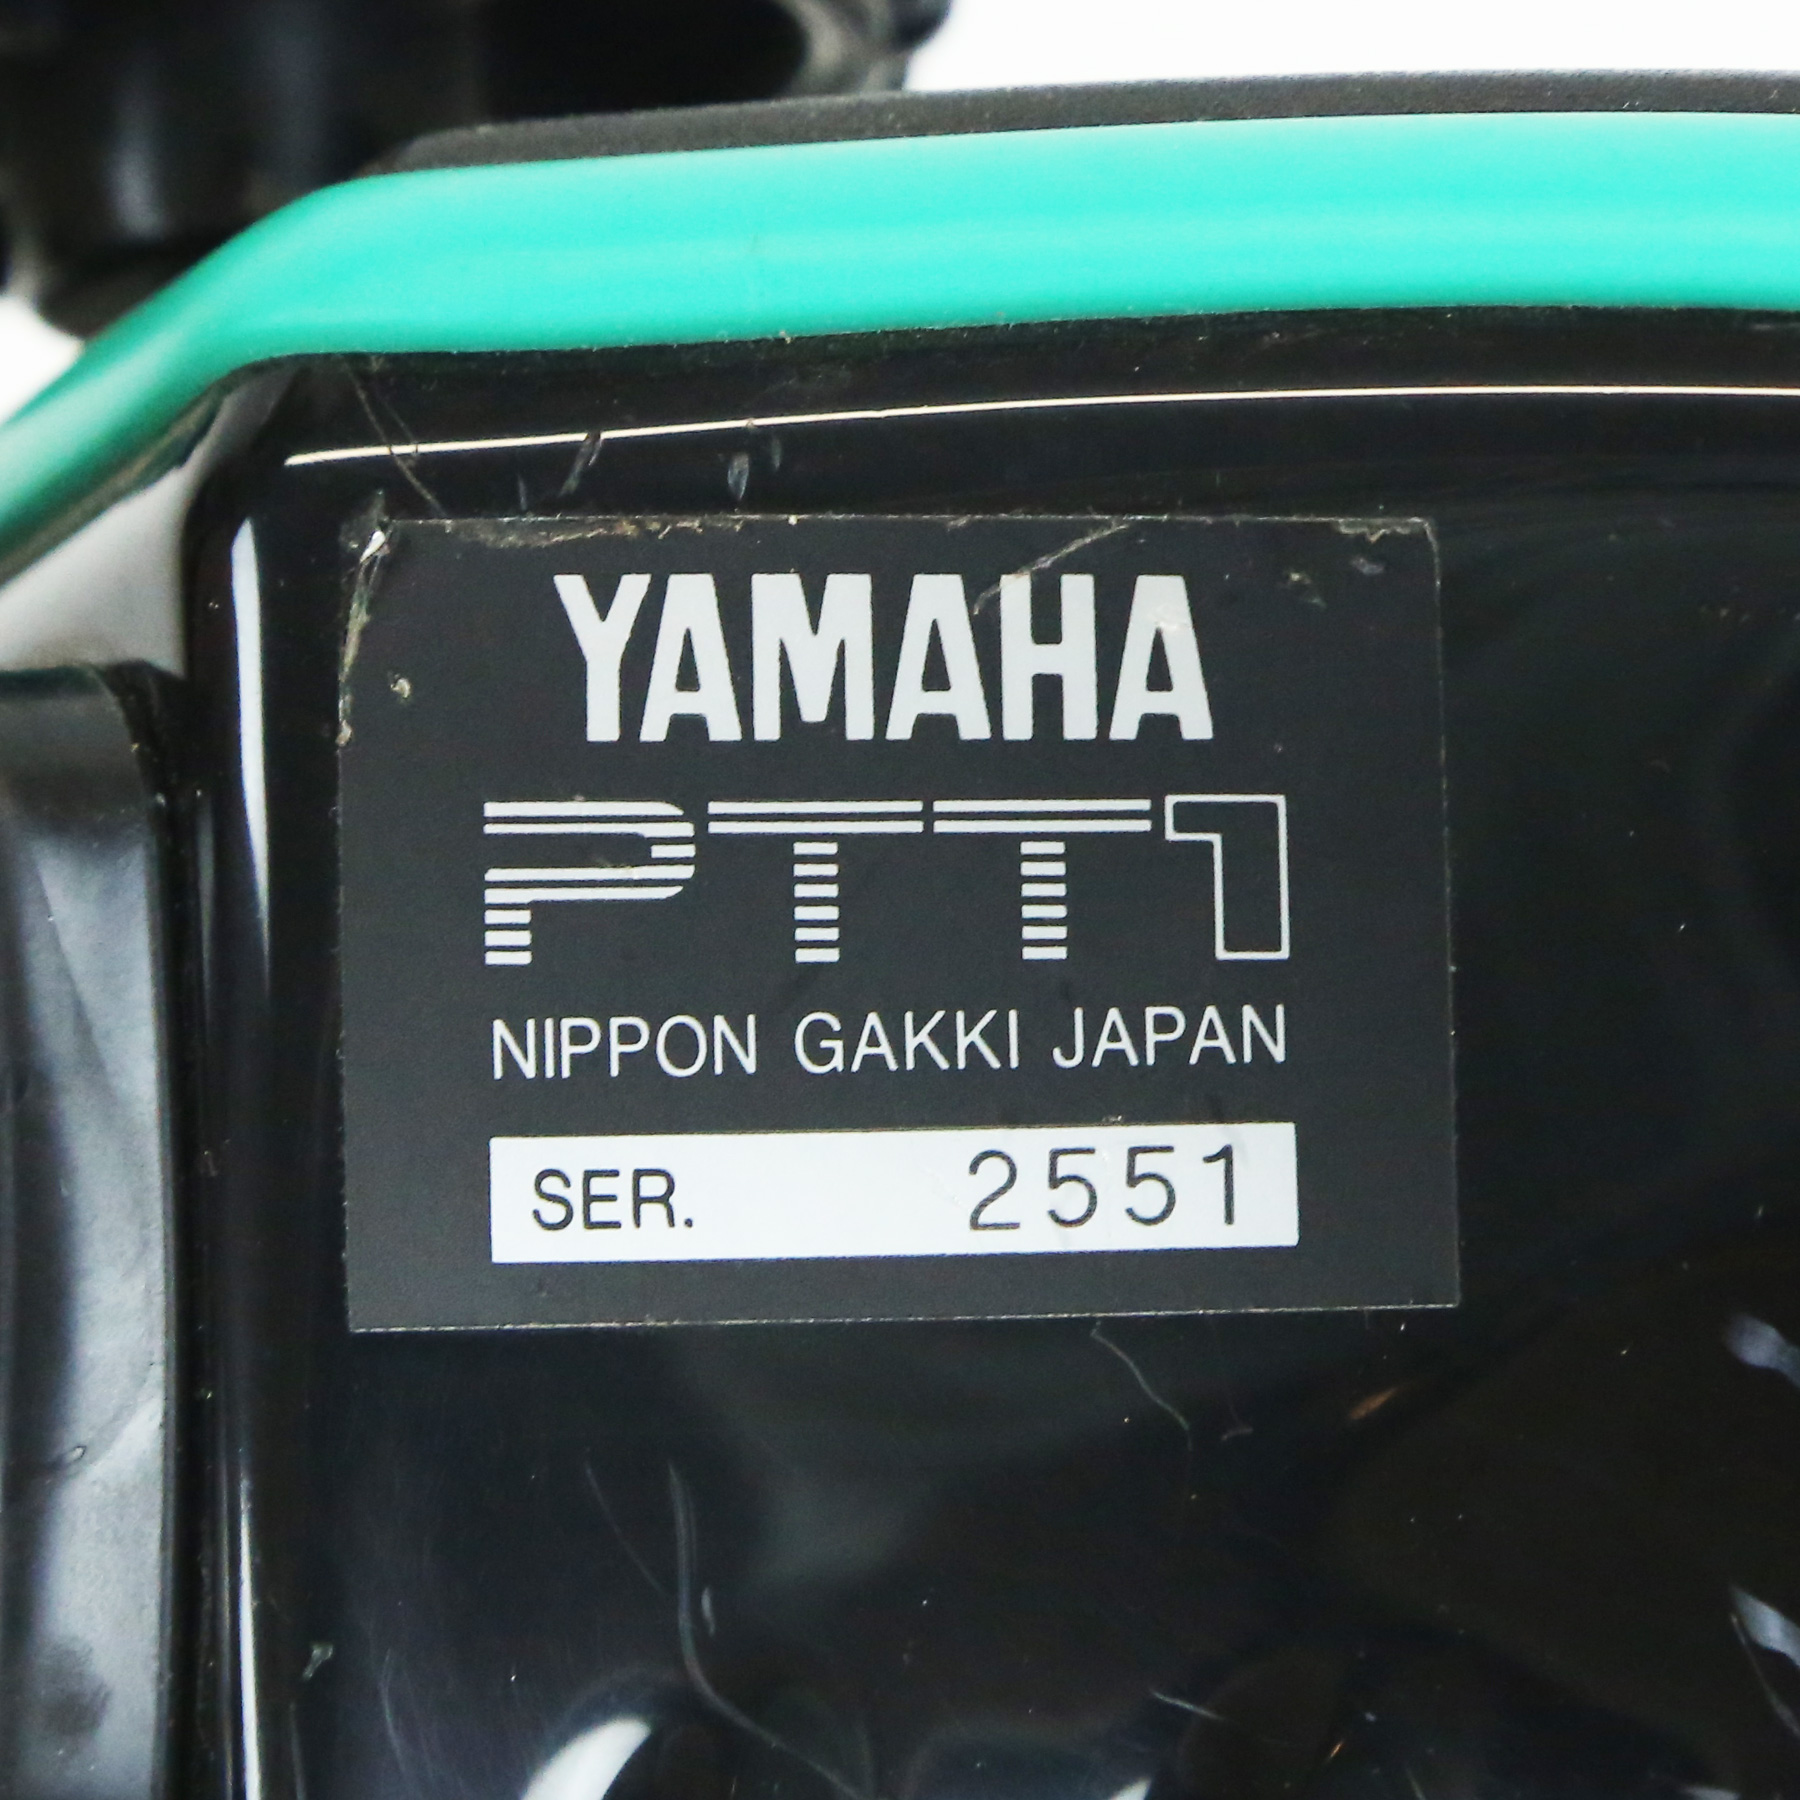 YAMAHA
PTT1
NIPPON GAKKI JAPAN
SER. 2551